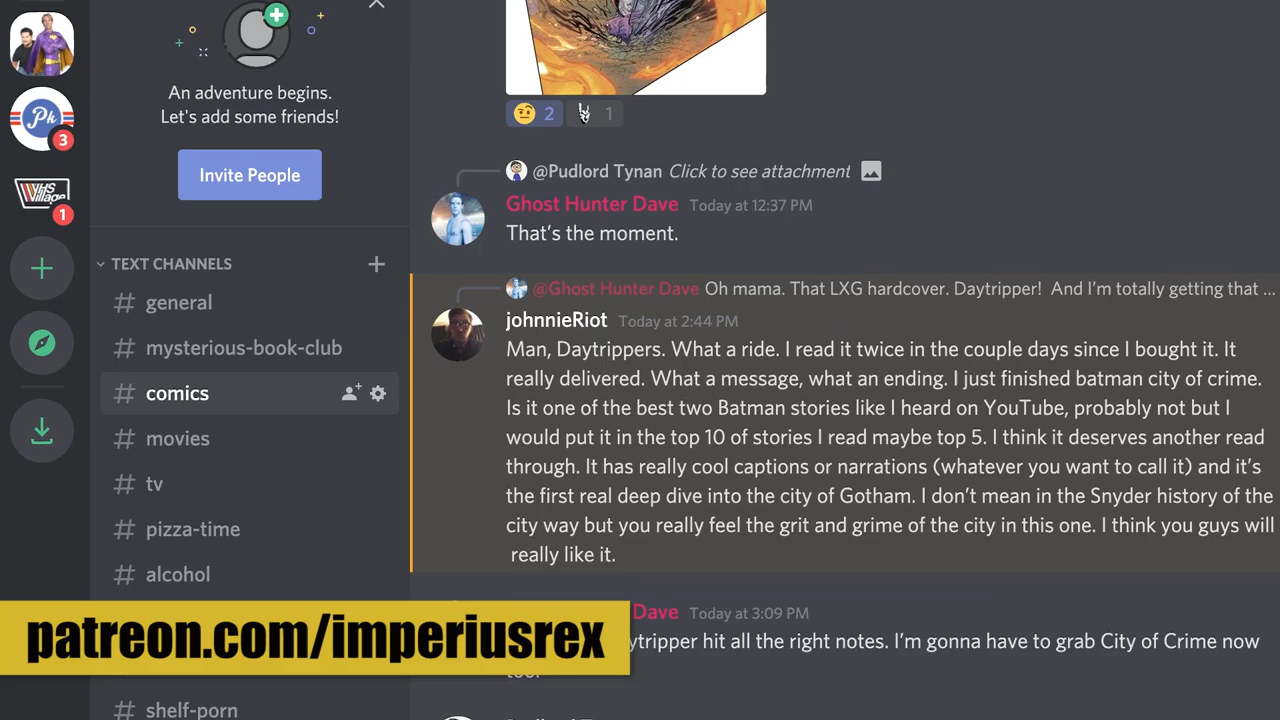 An adventure begins.
Let's add some friends!
Invite People
Pk
3
VHS
Village
1
TEXT CHANNELS
general
mysterious-book-club
comics
movies
tv
pizza-time
alcohol
shelf-porn
2
1
@Pudlord Tynan Click to see attachment
Ghost Hunter Dave Today at 12:37 PM
That's the moment.
@Ghost Hunter Dave Oh mama. That LXG hardcover. Daytripper! And I'm totally getting that ...
johnnieRiot Today at 2:44 PM
Man, Daytrippers. What a ride. I read it twice in the couple days since I bought it. It
really delivered. What a message, what an ending. I just finished batman city of crime.
Is it one of the best two Batman stories like I heard on YouTube, probably not but I
would put it in the top 10 of stories I read maybe top 5. I think it deserves another read
through. It has really cool captions or narrations (whatever you want to call it) and it's
the first real deep dive into the city of Gotham. I don't mean in the Snyder history of the
city way but you really feel the grit and grime of the city in this one. I think you guys will
really like it.
Dave Today at 3:09 PM
ytripper hit all the right notes. I'm gonna have to grab City of Crime now
patreon.com/imperiusrex